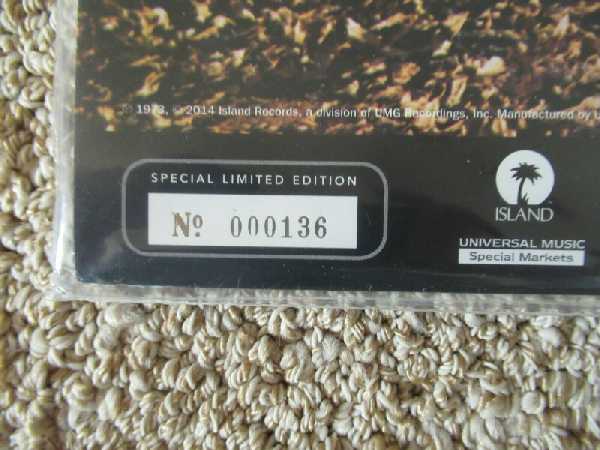 ℗ 1973, © 2014 Island Records, a division of UMG Recordings, Inc. Manufactured by
SPECIAL LIMITED EDITION
Nº 000136
ISLAND
UNIVERSAL MUSIC
Special Markets